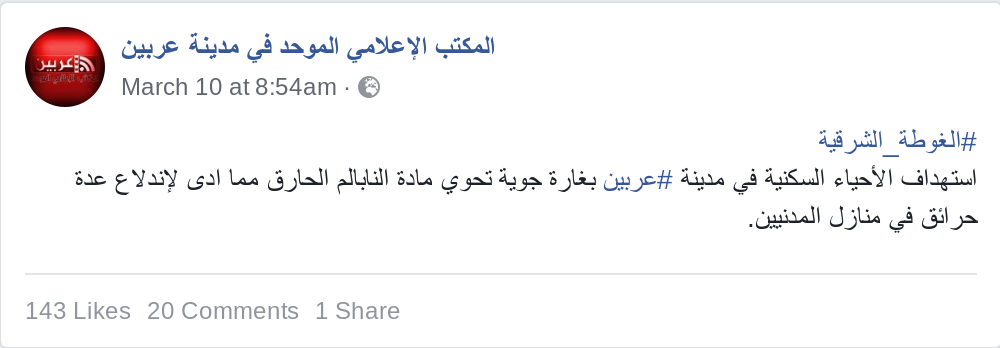 المكتب الإعلامي الموحد في مدينة عربين
March 10 at 8:54am ·
عربين
#الغوطة_الشرقية
استهداف الأحياء السكنية في مدينة #عربين بغارة جوية تحوي مادة النابالم الحارق مما ادى لإندلاع عدة
حرائق في منازل المدنيين.
143 Likes 20 Comments 1 Share